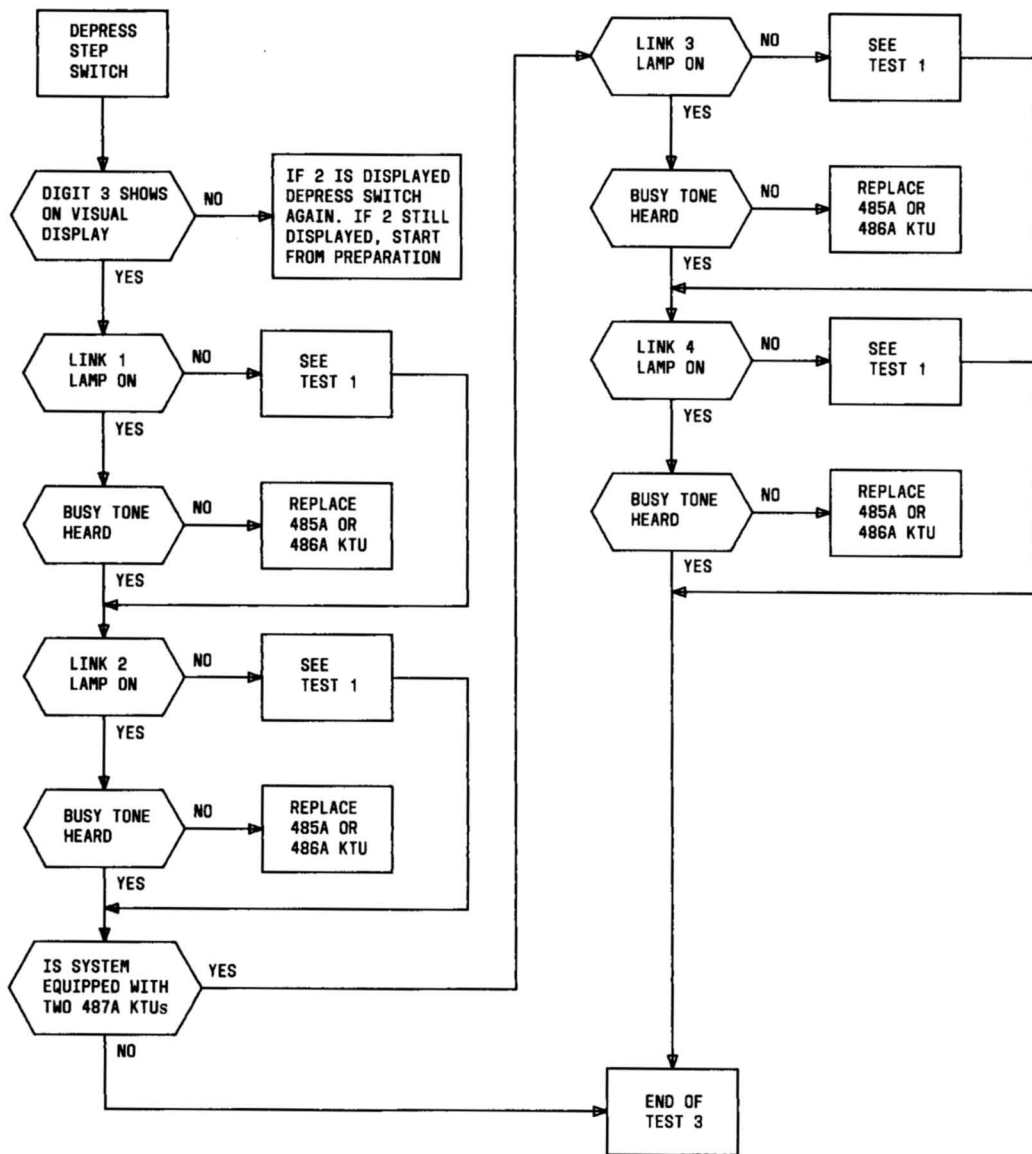 DEPRESS
STEP
SWITCH
DIGIT 3 SHOWS
ON VISUAL
DISPLAY
NO
IF 2 IS DISPLAYED
DEPRESS SWITCH
AGAIN. IF 2 STILL
DISPLAYED, START
FROM PREPARATION
YES
LINK 1
LAMP ON
NO
SEE
TEST 1
YES
BUSY TONE
HEARD
NO
REPLACE
485A OR
486A KTU
YES
LINK 2
LAMP ON
NO
SEE
TEST 1
YES
BUSY TONE
HEARD
NO
REPLACE
485A OR
486A KTU
YES
IS SYSTEM
EQUIPPED WITH
TWO 487A KTUs
YES
NO
LINK 3
LAMP ON
NO
SEE
TEST 1
YES
BUSY TONE
HEARD
NO
REPLACE
485A OR
486A KTU
YES
LINK 4
LAMP ON
NO
SEE
TEST 1
YES
BUSY TONE
HEARD
NO
REPLACE
485A OR
486A KTU
YES
END OF
TEST 3